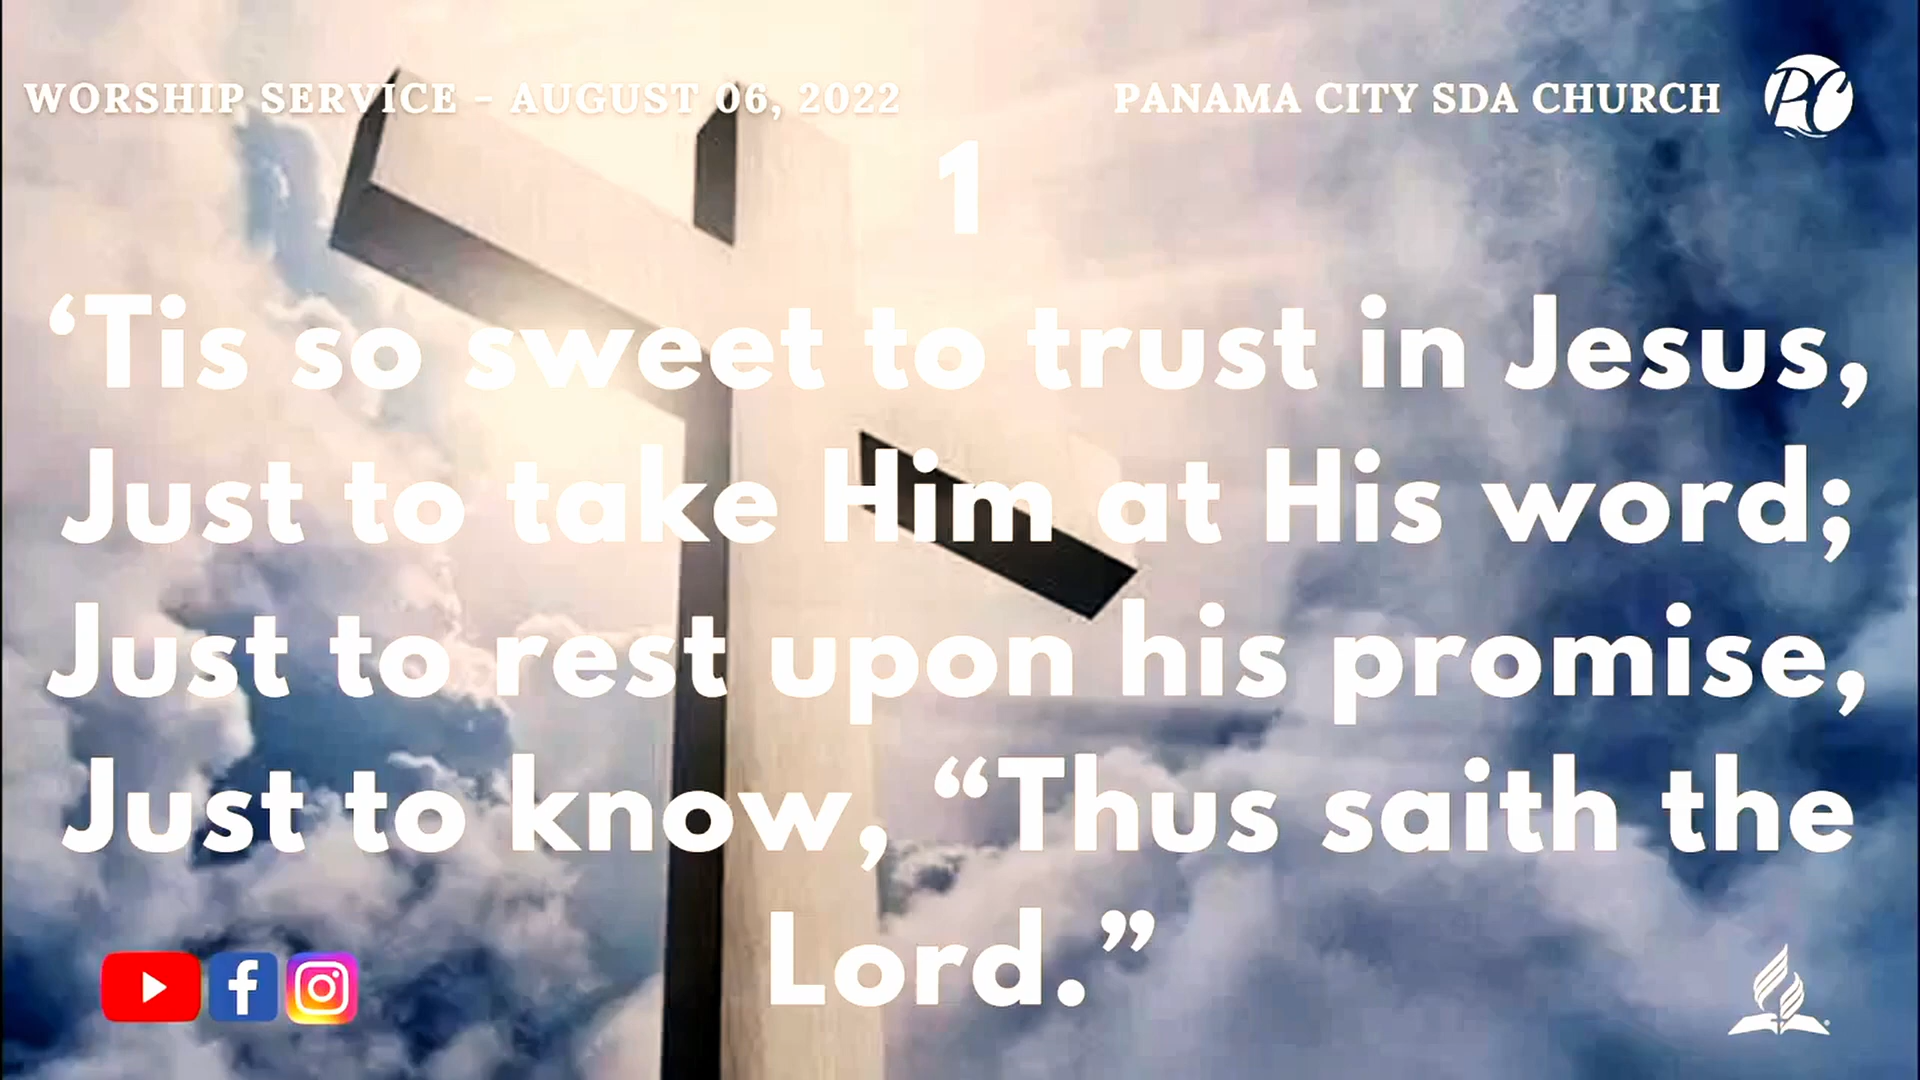 WORSHIP SERVICE - AUGUST 06, 2022
PANAMA CITY SDA CHURCH
PC
1
‘Tis so sweet to trust in Jesus,
Just to take Him at His word;
Just to rest upon his promise,
Just to know, “Thus saith the
Lord.”